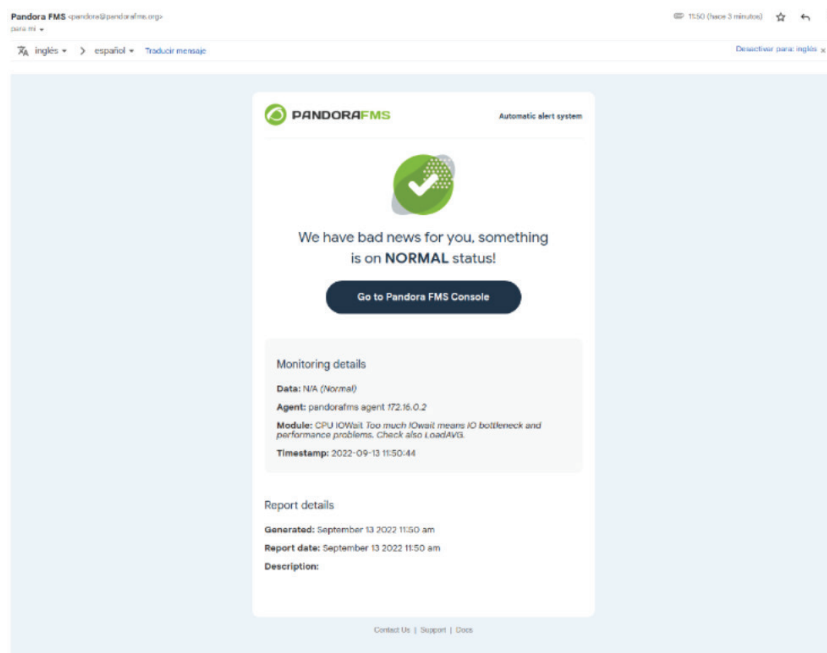 Pandora FMS <pandora@pandorafms.org>
para mí
11:50 (hace 3 minutos)
inglés > español Traducir mensaje
Desactivar para: inglés x
PANDORAFMS
Automatic alert system
We have bad news for you, something
is on NORMAL status!
Go to Pandora FMS Console
Monitoring details
Data: N/A (Normal)
Agent: pandorafms agent 172.16.0.2
Module: CPU IOWait Too much IOwait means IO bottleneck and
performance problems. Check also LoadAVG.
Timestamp: 2022-09-13 11:50:44
Report details
Generated: September 13 2022 11:50 am
Report date: September 13 2022 11:50 am
Description:
Contact Us | Support | Docs